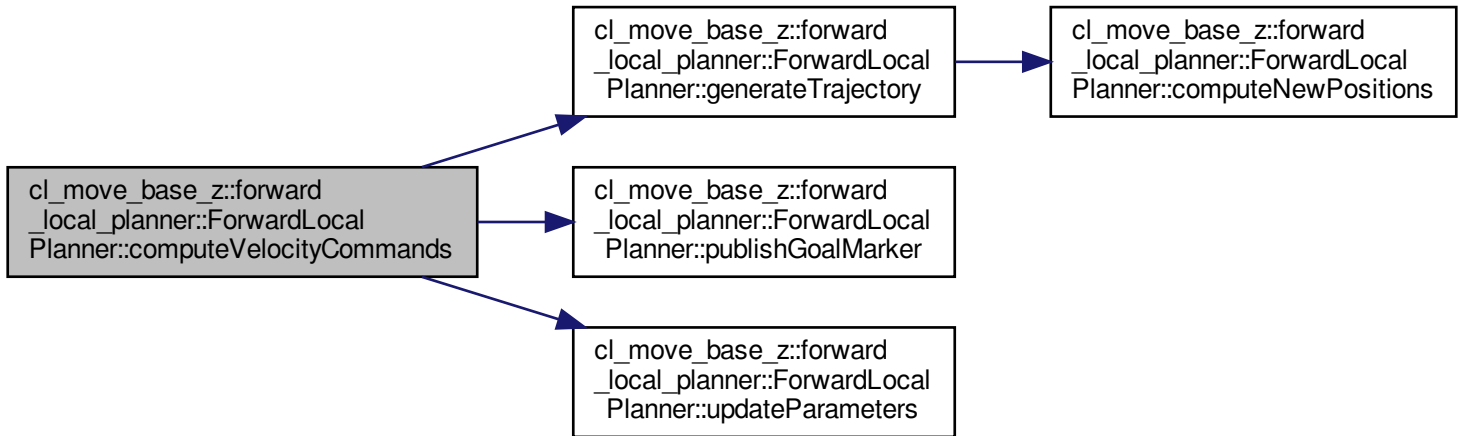 cl_move_base_z::forward
_local_planner::ForwardLocal
Planner::computeVelocityCommands
cl_move_base_z::forward
_local_planner::ForwardLocal
Planner::generateTrajectory
cl_move_base_z::forward
_local_planner::ForwardLocal
Planner::computeNewPositions
cl_move_base_z::forward
_local_planner::ForwardLocal
Planner::publishGoalMarker
cl_move_base_z::forward
_local_planner::ForwardLocal
Planner::updateParameters